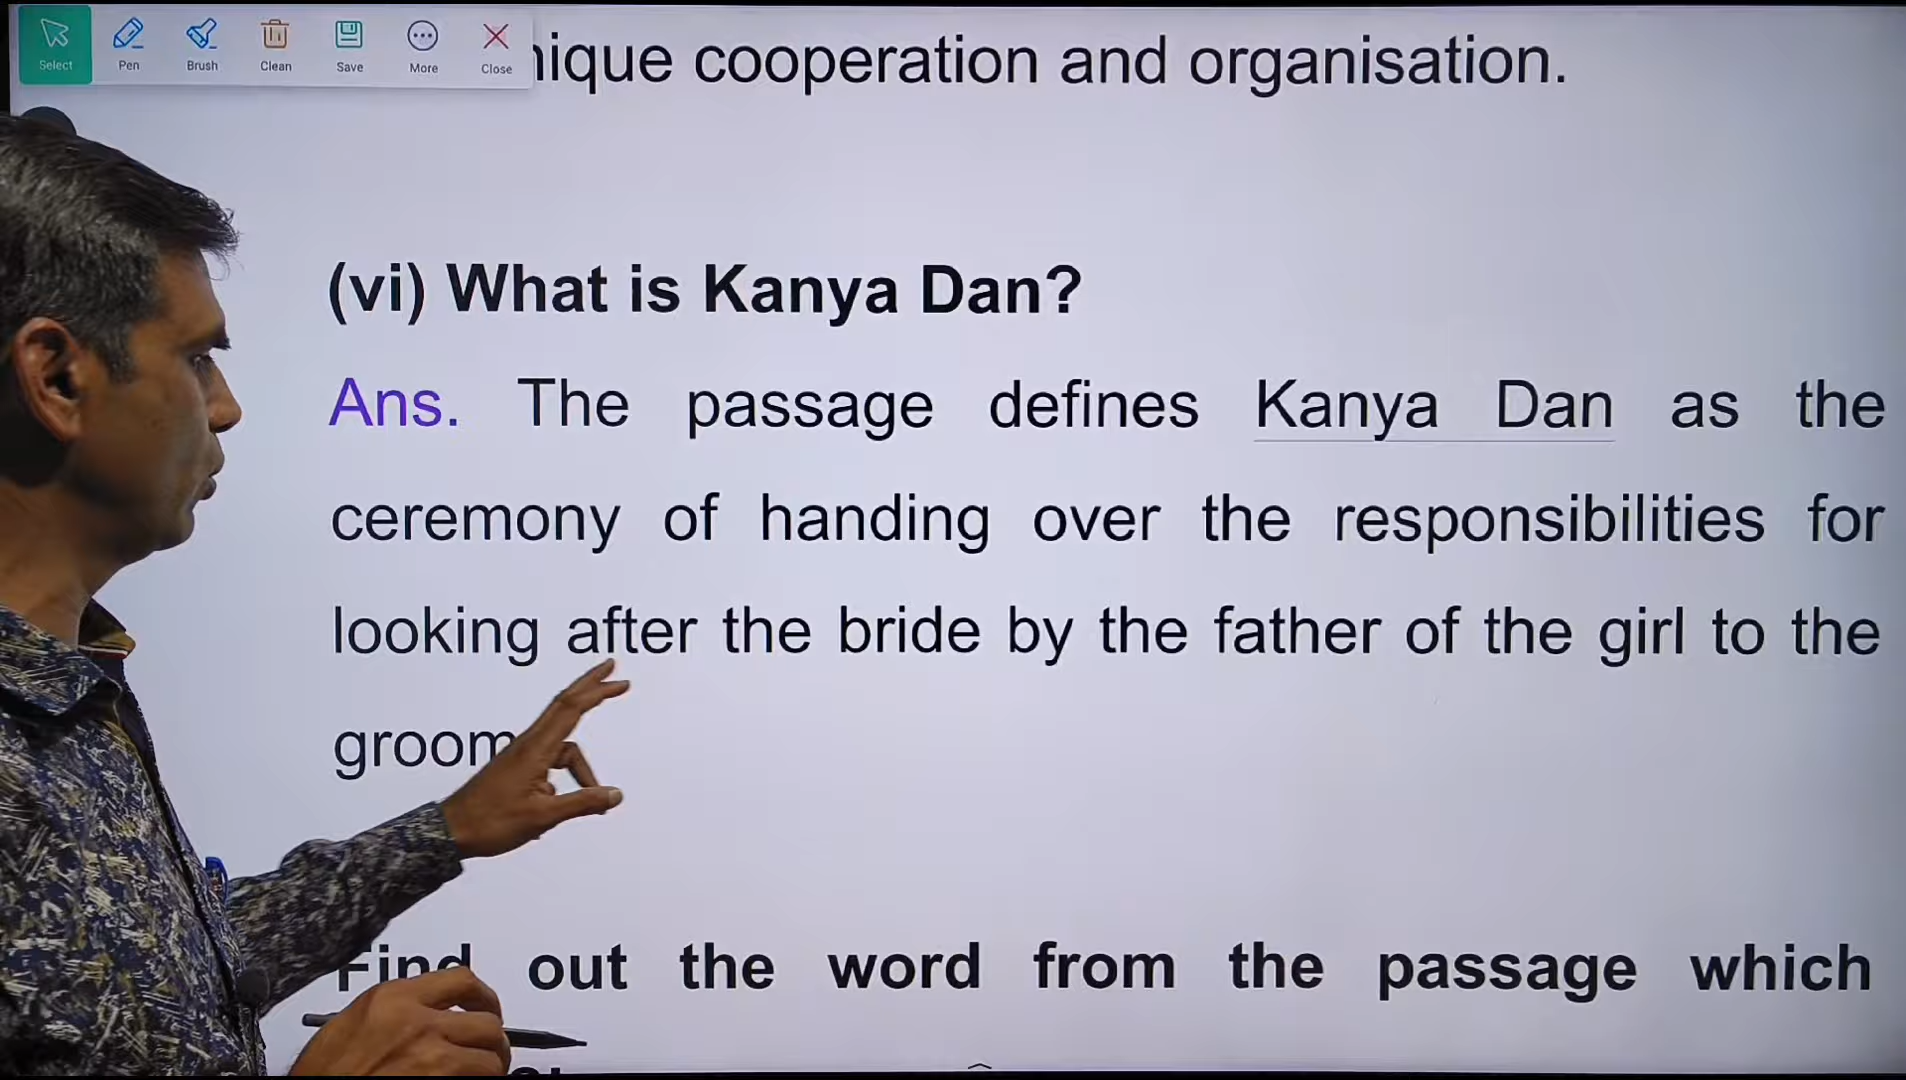 Select Pen Brush Clean Save More Close
cooperation and organisation.
(vi) What is Kanya Dan?
Ans. The passage defines Kanya Dan as the
ceremony of handing over the responsibilities for
looking after the bride by the father of the girl to the
groom
Find out the word from the passage which